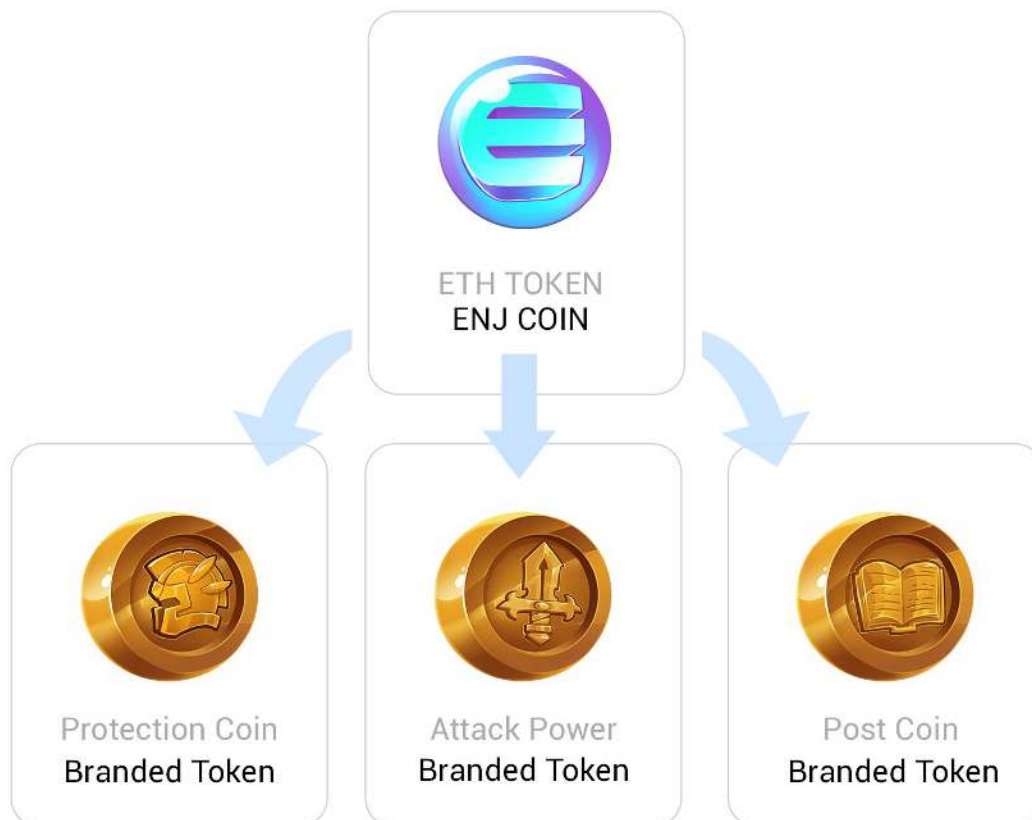 ETH TOKEN
ENJ COIN
Protection Coin
Branded Token
Attack Power
Branded Token
Post Coin
Branded Token